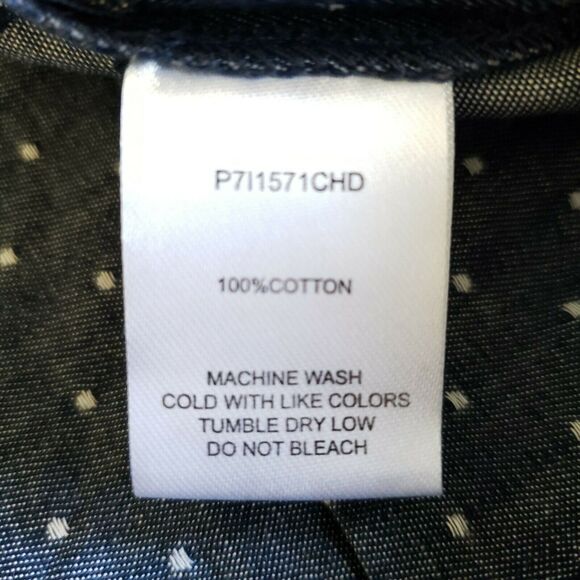 P7I1571CHD
100%COTTON
MACHINE WASH
COLD WITH LIKE COLORS
TUMBLE DRY LOW
DO NOT BLEACH